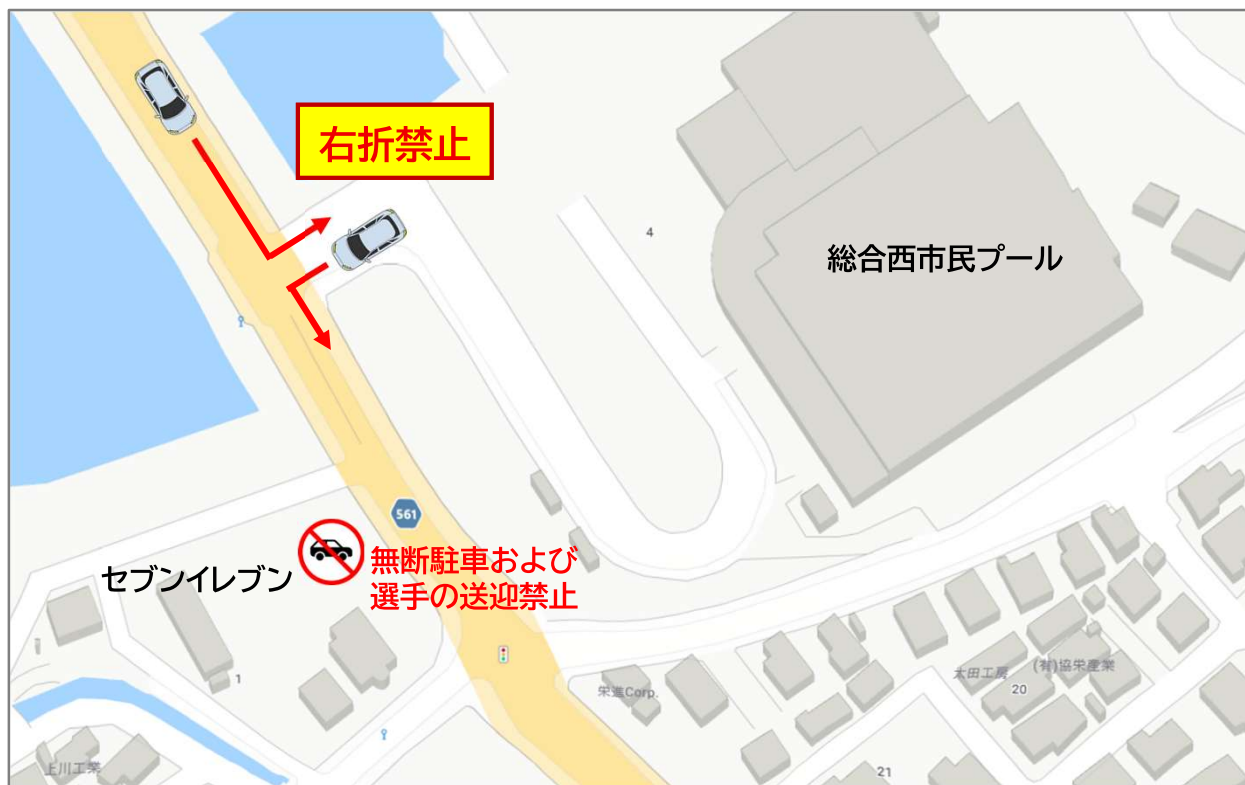 右折禁止
4
総合西市民プール
561
無断駐車および
選手の送迎禁止
セブンイレブン
1
栄進Corp.
太田工房
(有)協栄産業
20
上川工業
21